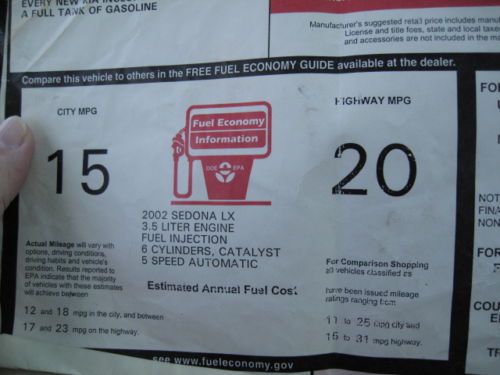 EVERY NEW KIA
A FULL TANK OF GASOLINE
Manufacturer's suggested retail price includes
License and title fees, state and local
and accessories are not included in the
Compare this vehicle to others in the FREE FUEL ECONOMY GUIDE available at the dealer.
CITY MPG
15
Fuel Economy
Information
DOE EPA
HIGHWAY MPG
20
2002 SEDONA LX
3.5 LITER ENGINE
FUEL INJECTION
6 CYLINDERS, CATALYST
5 SPEED AUTOMATIC
Estimated Annual Fuel Cost
Actual Mileage will vary with
options, driving conditions,
driving habits and vehicle's
condition. Results reported to
EPA indicate that the majority
of vehicles with these estimates
will achieve between
12 and 18 mpg in the city, and between
17 and 23 mpg on the highway.
For Comparison Shopping
all vehicles classified as
have been issued mileage
ratings ranging from
11 to 25 mpg city and
15 to 31 mpg highway.
see www.fueleconomy.gov
NOT